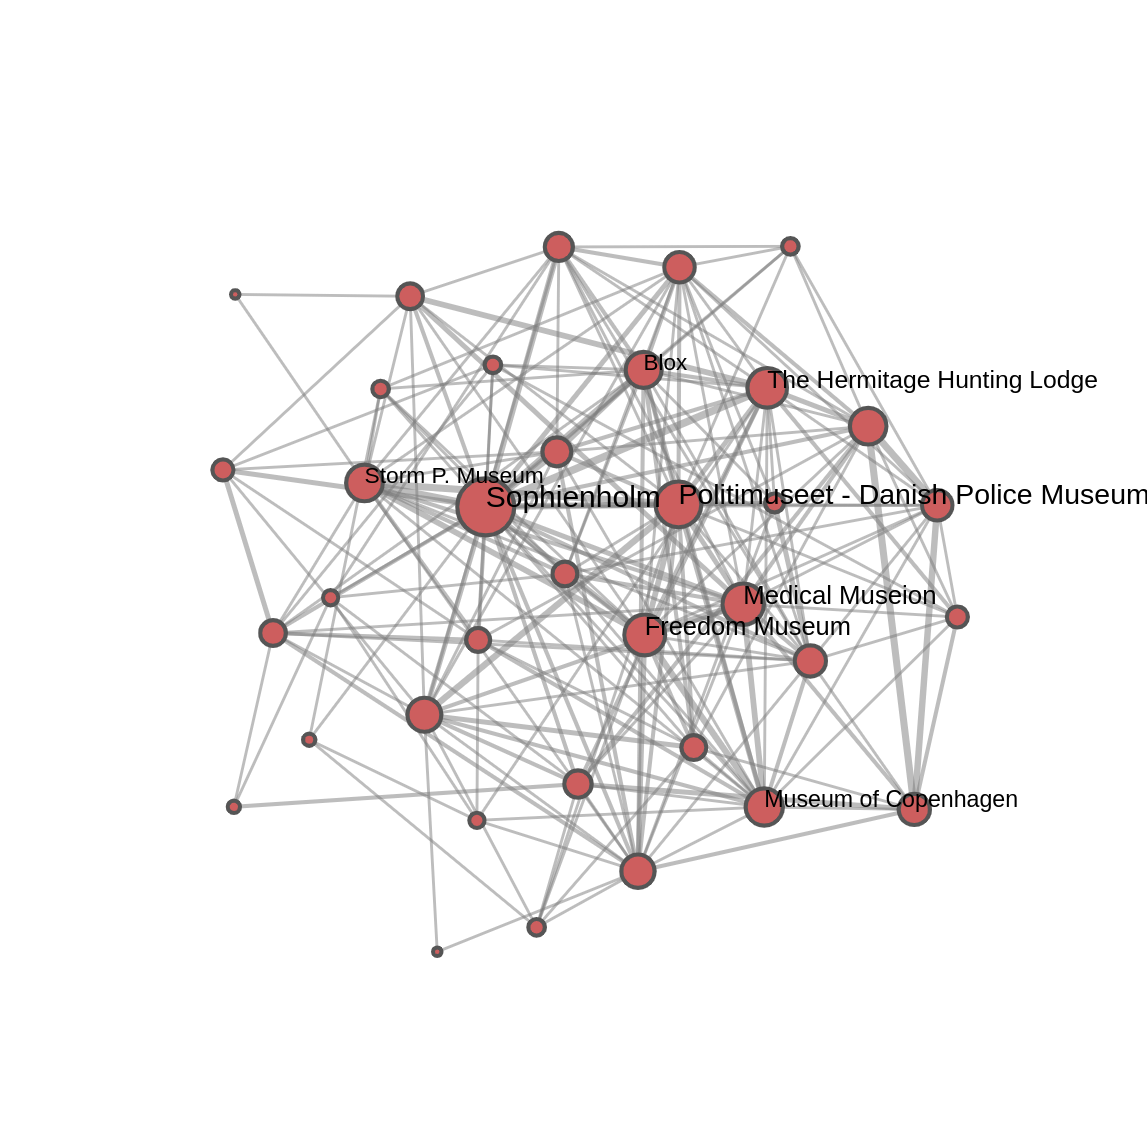 Blox
The Hermitage Hunting Lodge
Storm P. Museum
Sophienholm
Politimuseet - Danish Police Museum
Medical Museion
Freedom Museum
Museum of Copenhagen